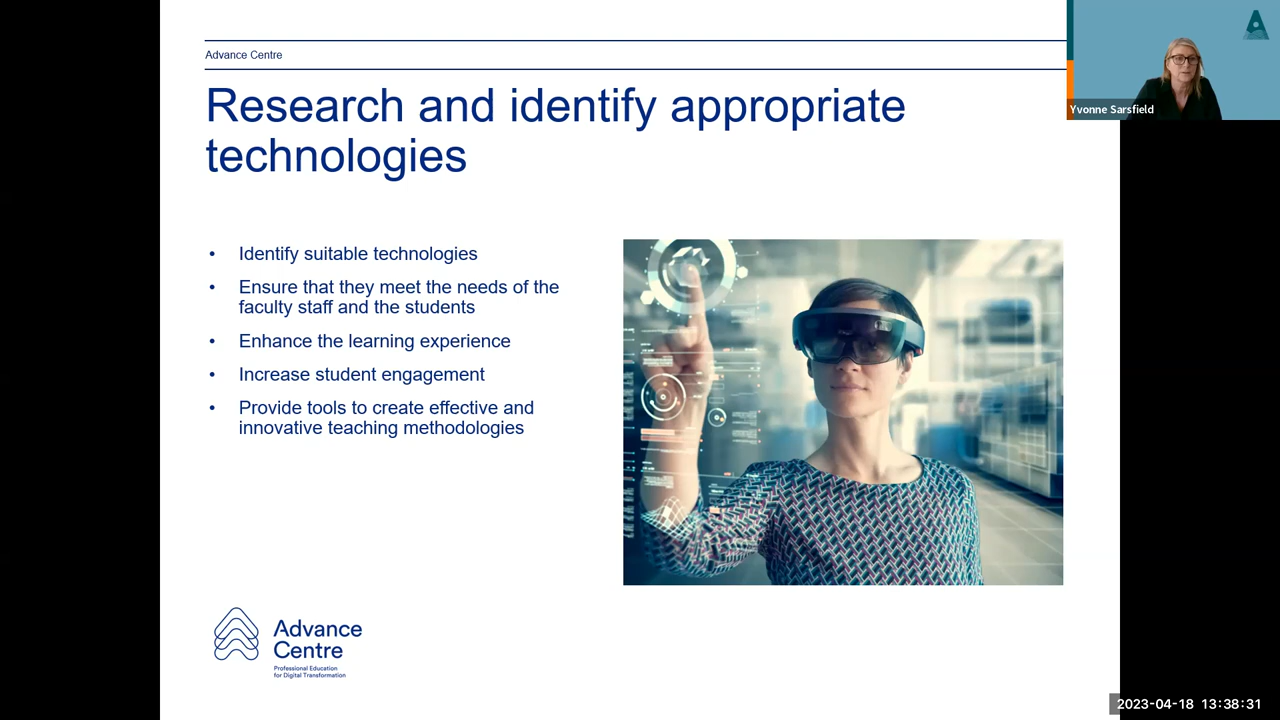 Advance Centre
Research and identify appropriate
technologies
• Identify suitable technologies
• Ensure that they meet the needs of the
faculty staff and the students
• Enhance the learning experience
• Increase student engagement
• Provide tools to create effective and
innovative teaching methodologies
Advance
Centre
Professional Education
for Digital Transformation
Yvonne Sarsfield
2023-04-18 13:38:31